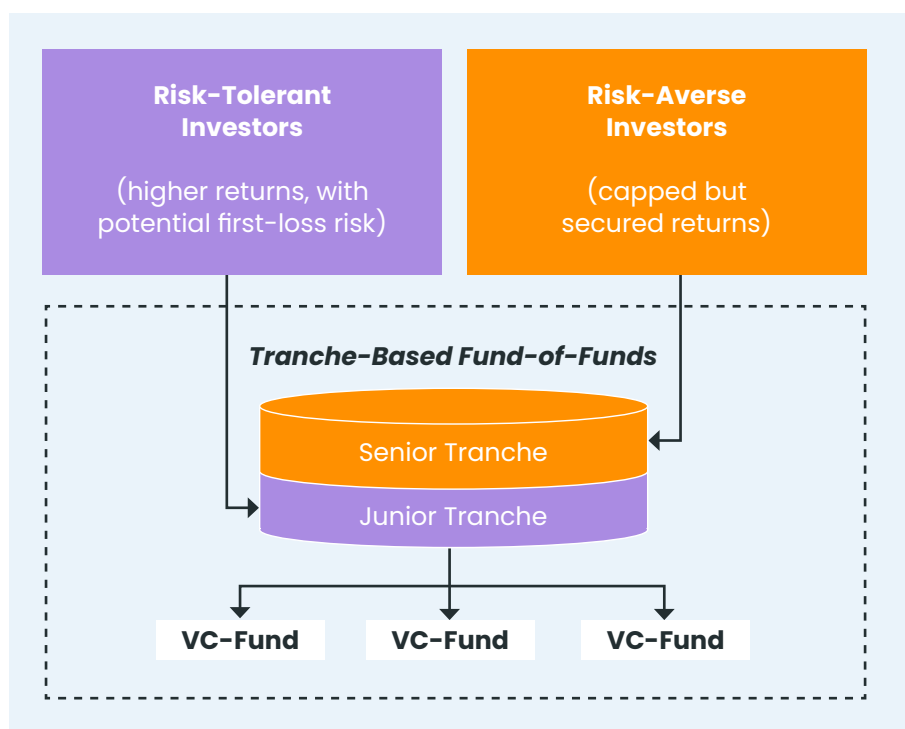 Risk-Tolerant
Investors
(higher returns, with
potential first-loss risk)
Risk-Averse
Investors
(capped but
secured returns)
Tranche-Based Fund-of-Funds
Senior Tranche
Junior Tranche
VC-Fund
VC-Fund
VC-Fund